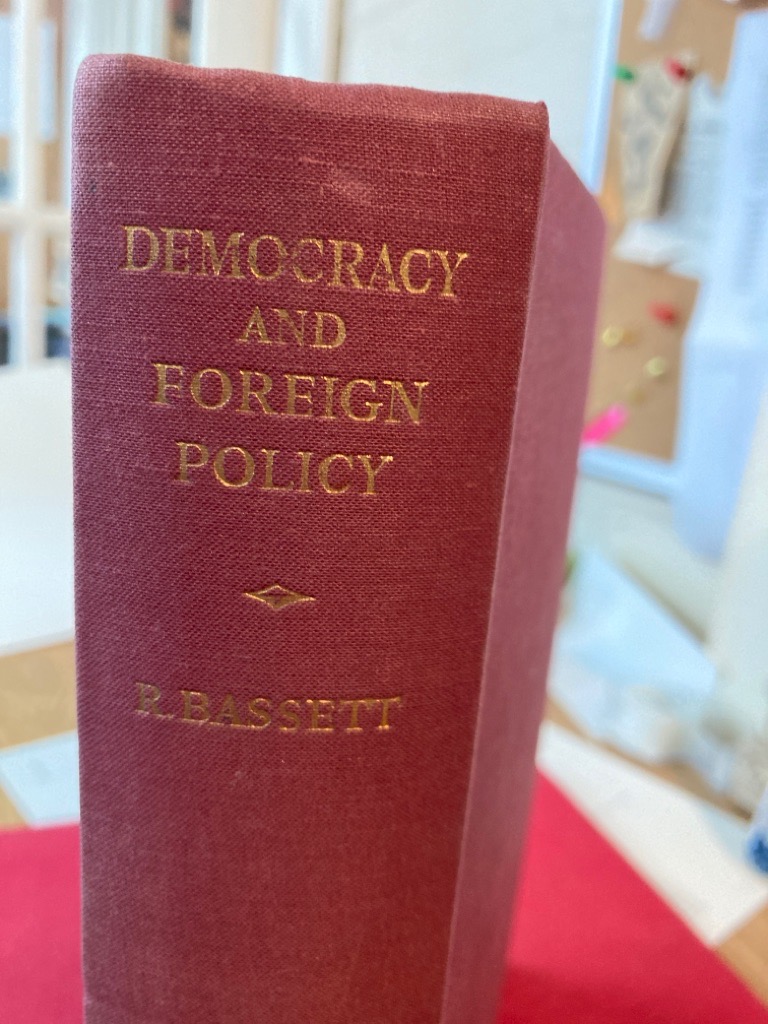 DEMOCRACY
AND
FOREIGN
POLICY
R. BASSETT